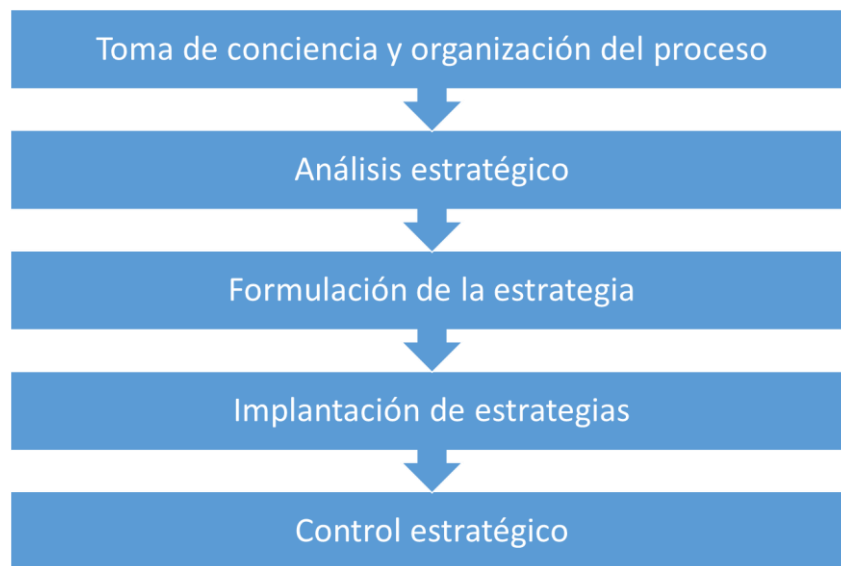 Toma de conciencia y organización del proceso
Análisis estratégico
Formulación de la estrategia
Implantación de estrategias
Control estratégico